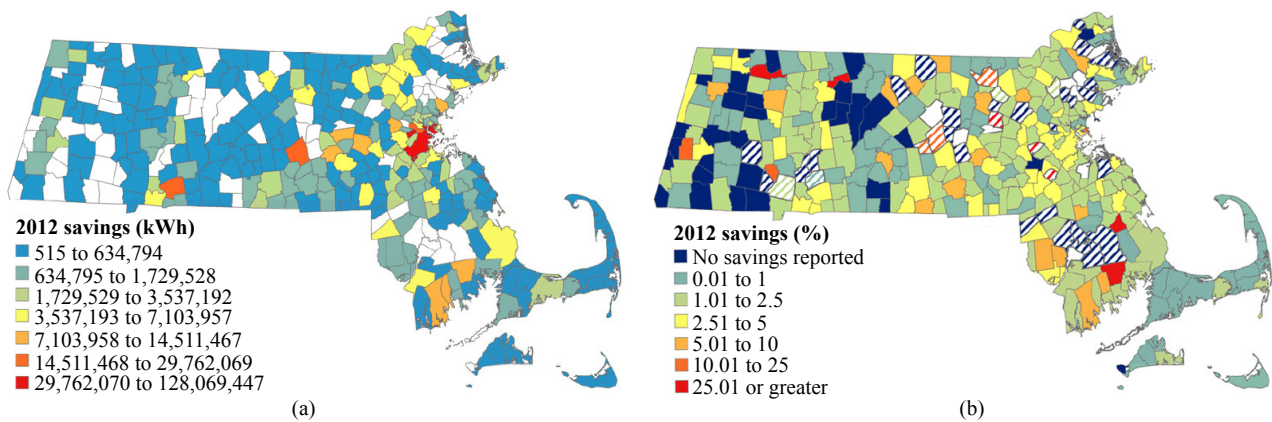 2012 savings (kWh)
515 to 634,794
634,795 to 1,729,528
1,729,529 to 3,537,192
3,537,193 to 7,103,957
7,103,958 to 14,511,467
14,511,468 to 29,762,069
29,762,070 to 128,069,447
(a)
2012 savings (%)
No savings reported
0.01 to 1
1.01 to 2.5
2.51 to 5
5.01 to 10
10.01 to 25
25.01 or greater
(b)